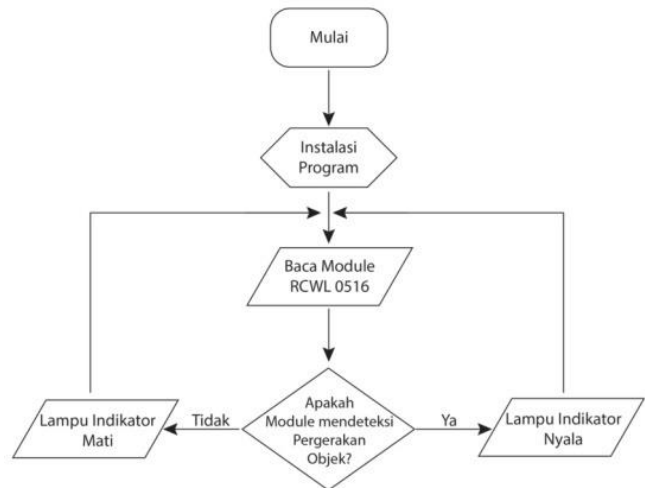 Mulai
Instalasi
Program
Baca Module
RCWL 0516
Apakah
Module mendeteksi
Pergerakan
Objek?
Tidak
Lampu Indikator
Mati
Ya
Lampu Indikator
Nyala